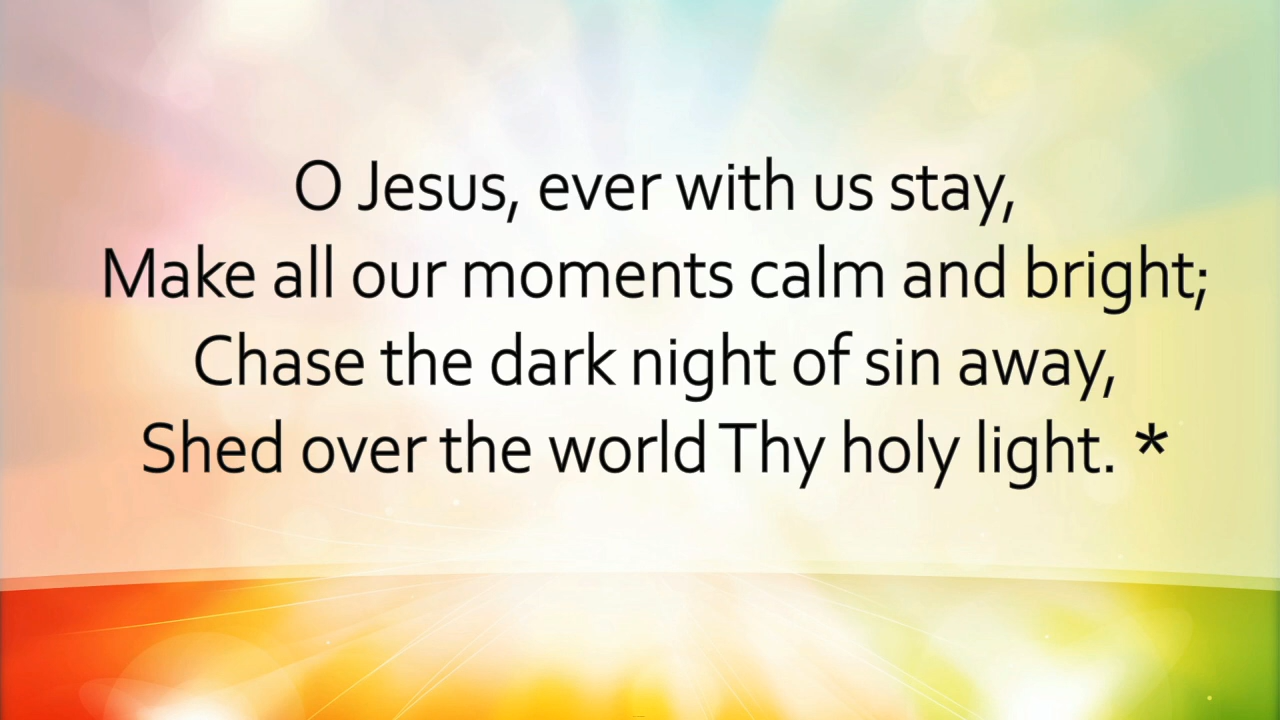 O Jesus, ever with us stay,
Make all our moments calm and bright;
Chase the dark night of sin away,
Shed over the world Thy holy light. *